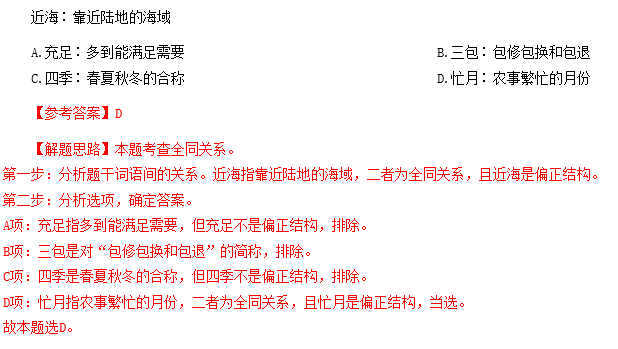 近海：靠近陆地的海域
A.充足：多到能满足需要
B.三包：包修包换和包退
C.四季：春夏秋冬的合称
D.忙月：农事繁忙的月份
【参考答案】D
【解题思路】本题考查全同关系。
第一步：分析题干词语间的关系。近海指靠近陆地的海域，二者为全同关系，且近海是偏正结构。
第二步：分析选项，确定答案。
A项：充足指多到能满足需要，但充足不是偏正结构，排除。
B项：三包是对“包修包换和包退”的简称，排除。
C项：四季是春夏秋冬的合称，但四季不是偏正结构，排除。
D项：忙月指农事繁忙的月份，二者为全同关系，且忙月是偏正结构，当选。
故本题选D。